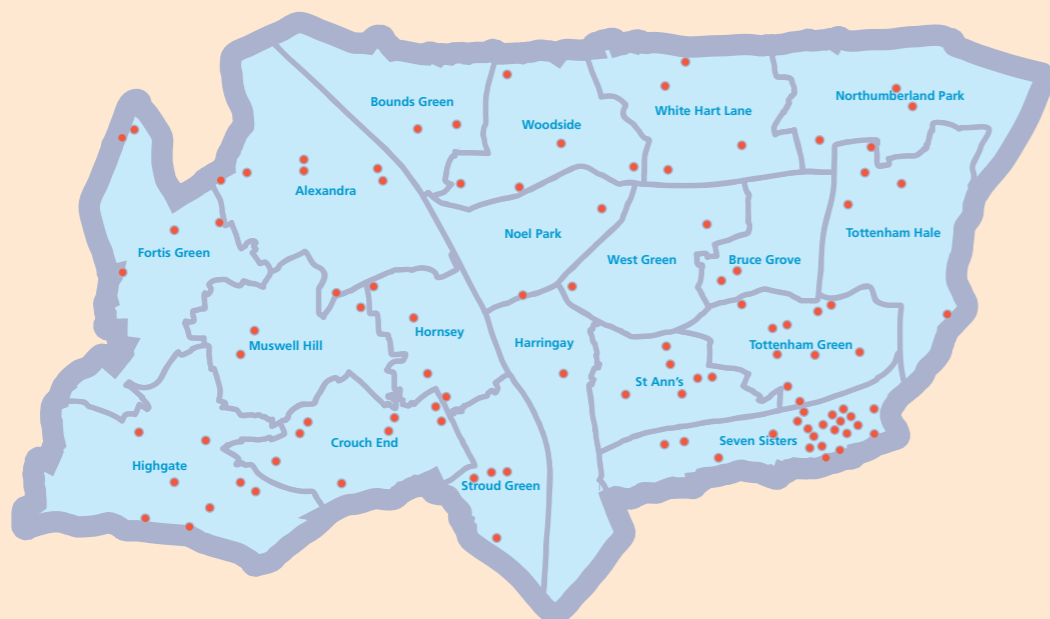 Northumberland Park
Bounds Green
White Hart Lane
Woodside
Alexandra
Noel Park
Tottenham Hale
Fortis Green
West Green
Bruce Grove
Hornsey
Harringay
Muswell Hill
Tottenham Green
St Ann's
Seven Sisters
Crouch End
Highgate
Stroud Green